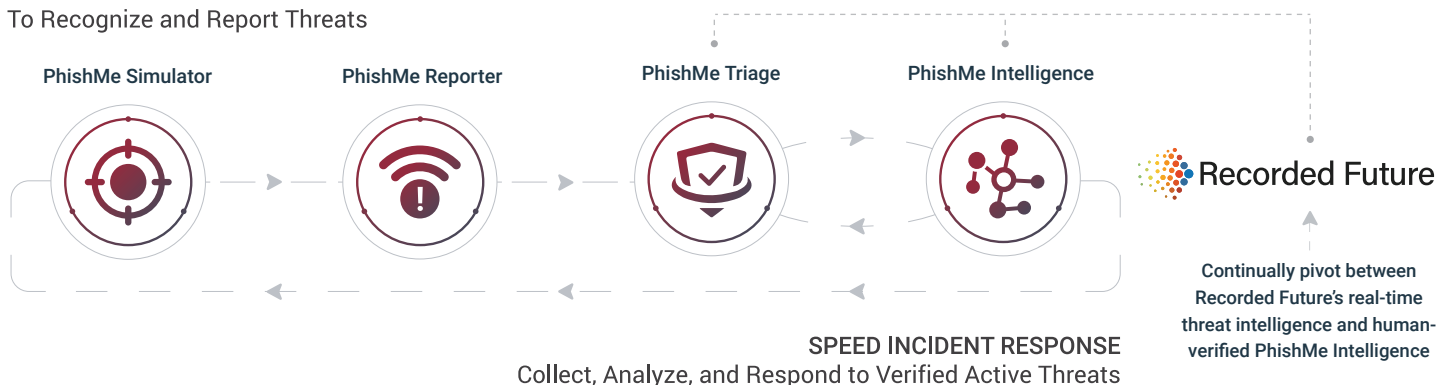 To Recognize and Report Threats
PhishMe Simulator
PhishMe Reporter
PhishMe Triage
PhishMe Intelligence
Recorded Future
Continually pivot between
Recorded Future's real-time
threat intelligence and human-
verified PhishMe Intelligence
SPEED INCIDENT RESPONSE
Collect, Analyze, and Respond to Verified Active Threats